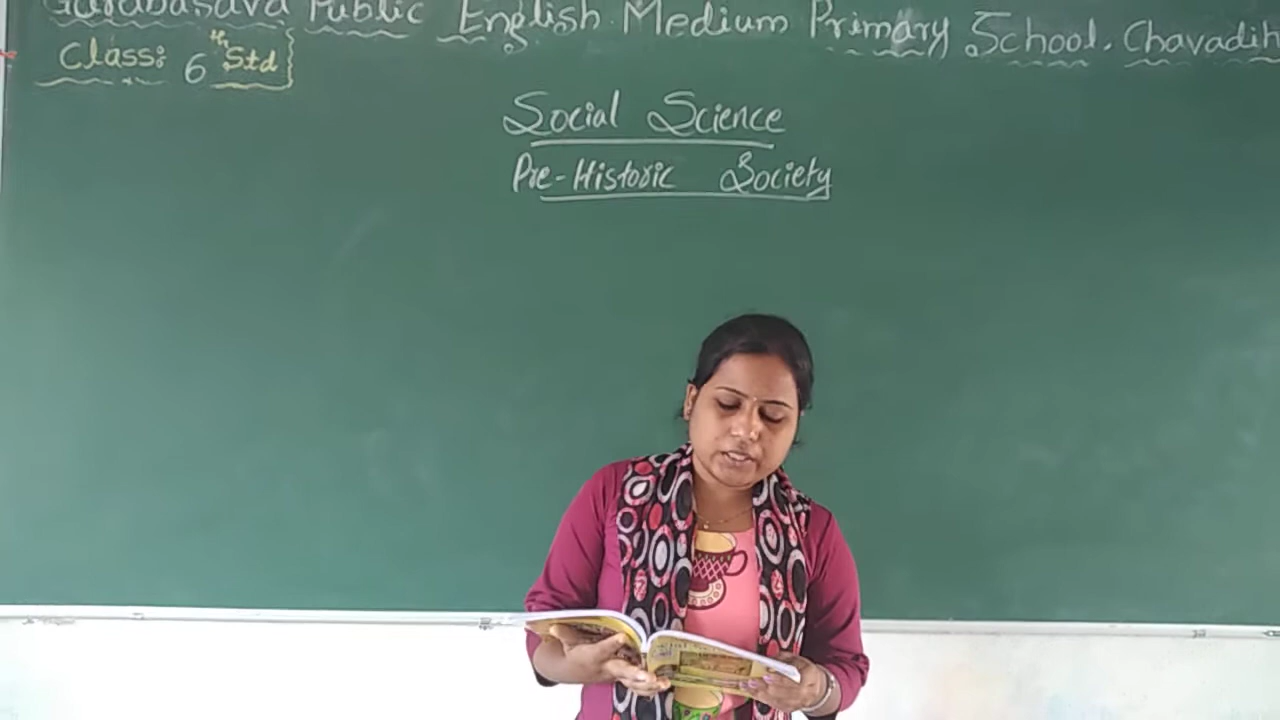 Public English Medium Primary School. Chavadih
Class: 6th Std
Social Science
Pre-Historic Society